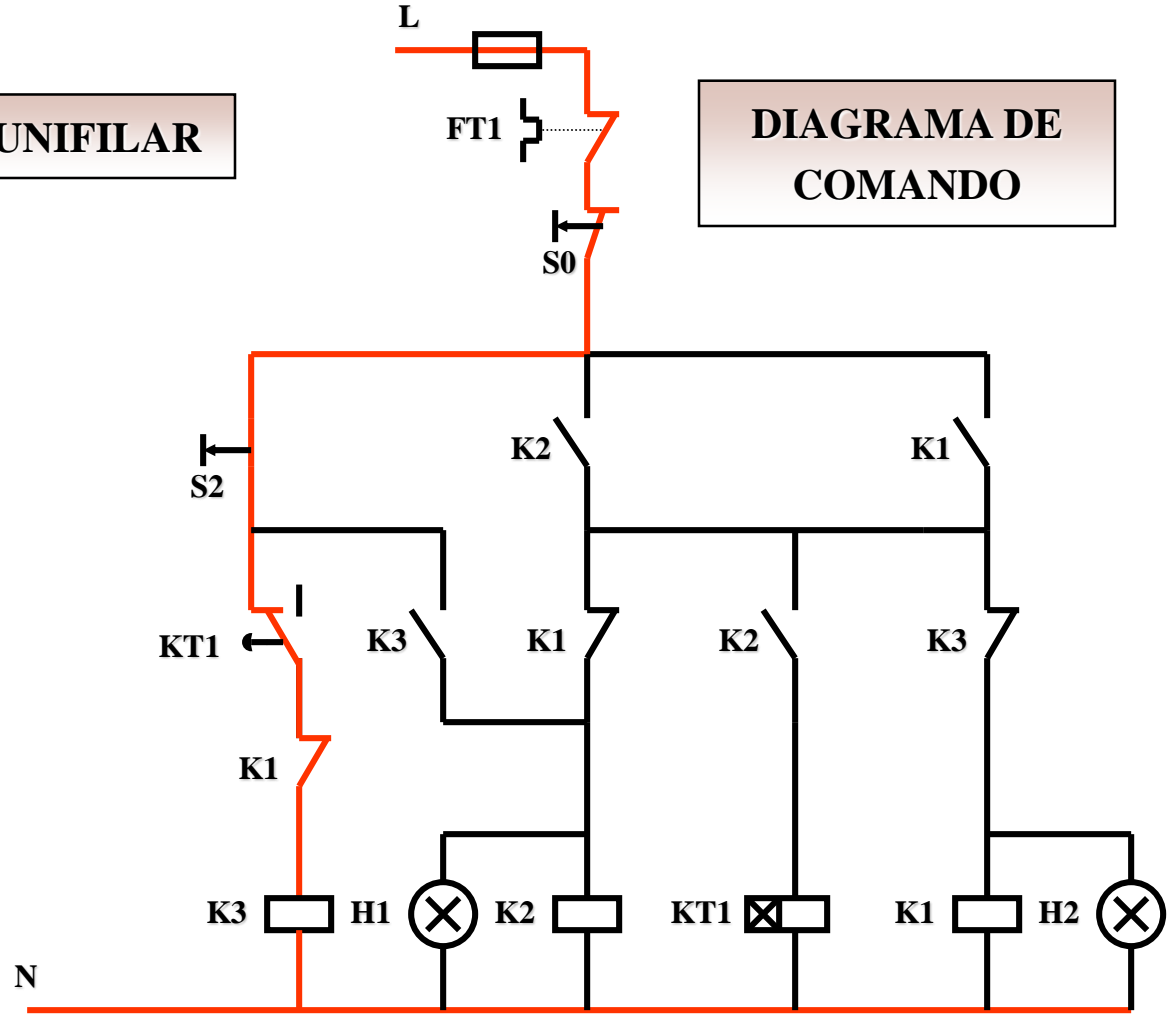 L
UNIFILAR
FT1
DIAGRAMA DE
COMANDO
S0
K2
K1
S2
KT1
K3
K1
K2
K3
K1
K3
H1
K2
KT1
K1
H2
N